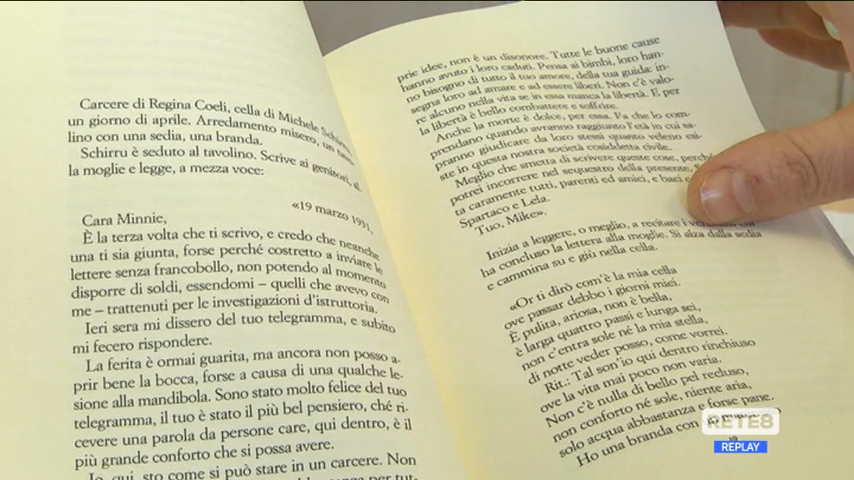 Carcere di Regina Coeli, cella di Michele Schirru,
un giorno di aprile. Arredamento misero, un tavo-
lino con una sedia, una branda.
Schirru è seduto al tavolino. Scrive ai genitori, al-
la moglie e legge, a mezza voce:
«19 marzo 1931.
Cara Minnie,
È la terza volta che ti scrivo, e credo che neanche
una ti sia giunta, forse perché costretto a inviare le
lettere senza francobollo, non potendo al momento
disporre di soldi, essendomi – quelli che avevo con
me – trattenuti per le investigazioni d'istruttoria.
Ieri sera mi dissero del tuo telegramma, e subito
mi fecero rispondere.
La ferita è ormai guarita, ma ancora non posso a-
prir bene la bocca, forse a causa di una qualche le-
sione alla mandibola. Sono stato molto felice del tuo
telegramma, il tuo è stato il più bel pensiero, ché ri-
cevere una parola da persone care, qui dentro, è il
più grande conforto che si possa avere.
Io, qui, sto come si può stare in un carcere. Non
per tut-
prie idee, non è un disonore. Tutte le buone cause
hanno avuto i loro caduti. Pensa ai bimbi, loro han-
no bisogno di tutto il tuo amore, della tua guida: in-
segna loro ad amare e ad essere liberi. Non c'è valo-
re alcuno nella vita se in essa manca la libertà. E per
la libertà è bello combattere e soffrire.
Anche la morte è dolce, per essa. Fa che lo com-
prendano quando avranno raggiunto l'età in cui sa-
pranno giudicare da loro stessi quanto veleno esi-
ste in questa nostra società cosiddetta civile.
Meglio che smetta di scrivere queste cose, perché
potrei incorrere nel sequestro della presente. S
ta caramente tutti, parenti ed amici, e baci c
Spartaco e Lela.
Tuo, Mike».
Inizia a leggere, o meglio, a recitare i
ha concluso la lettera alla moglie. Si alza dalla sedia
e cammina su e giù nella cella.
«Or ti dirò com'è la mia cella
ove passar debbo i giorni miei.
È pulita, ariosa, non è bella,
è larga quattro passi e lunga sei,
non c'entra sole né la mia stella,
di notte veder posso, come vorrei.
Rit.: Tal son'io qui dentro rinchiuso
ove la vita mai poco non varia.
Non c'è nulla di bello pel recluso,
non conforto né sole, niente aria,
solo acqua abbastanza e forse pane.
Ho una branda con
19
RETE8
REPLAY